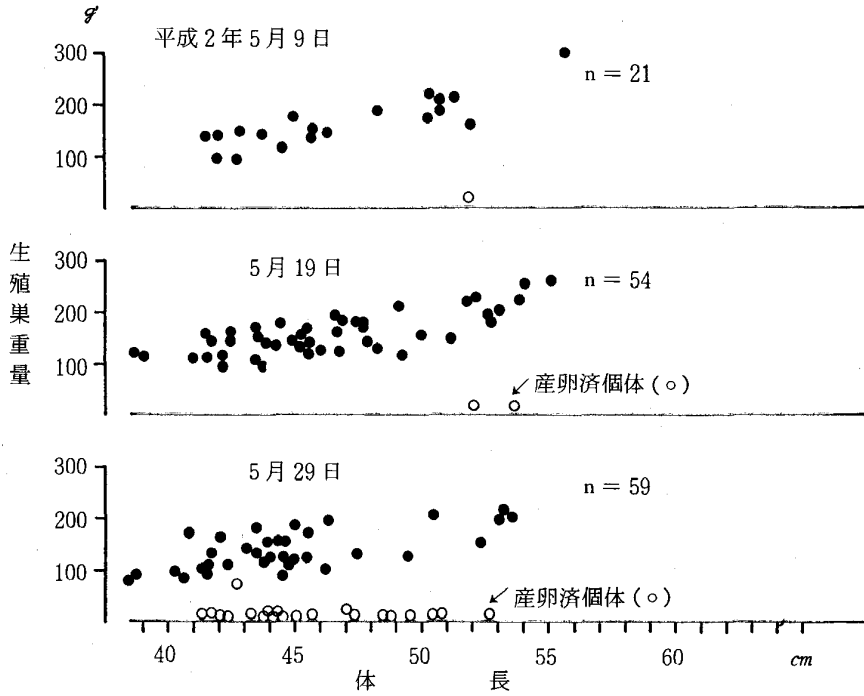 g
平成2年5月9日
300
n = 21
200
100
5月19日
300
n = 54
200
100
産卵済個体(○)
生殖巣重量
5月29日
300
n = 59
200
100
産卵済個体(○)
40 45 50 55 60 cm
体長